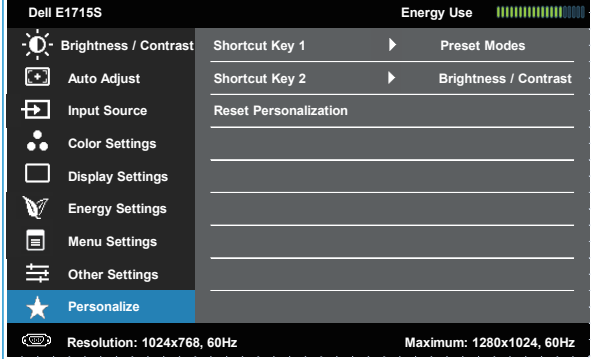 Dell E1715S Energy Use
Brightness / Contrast Shortcut Key 1 Preset Modes
Auto Adjust Shortcut Key 2 Brightness / Contrast
Input Source Reset Personalization
Color Settings
Display Settings
Energy Settings
Menu Settings
Other Settings
Personalize
Resolution: 1024x768, 60Hz Maximum: 1280x1024, 60Hz